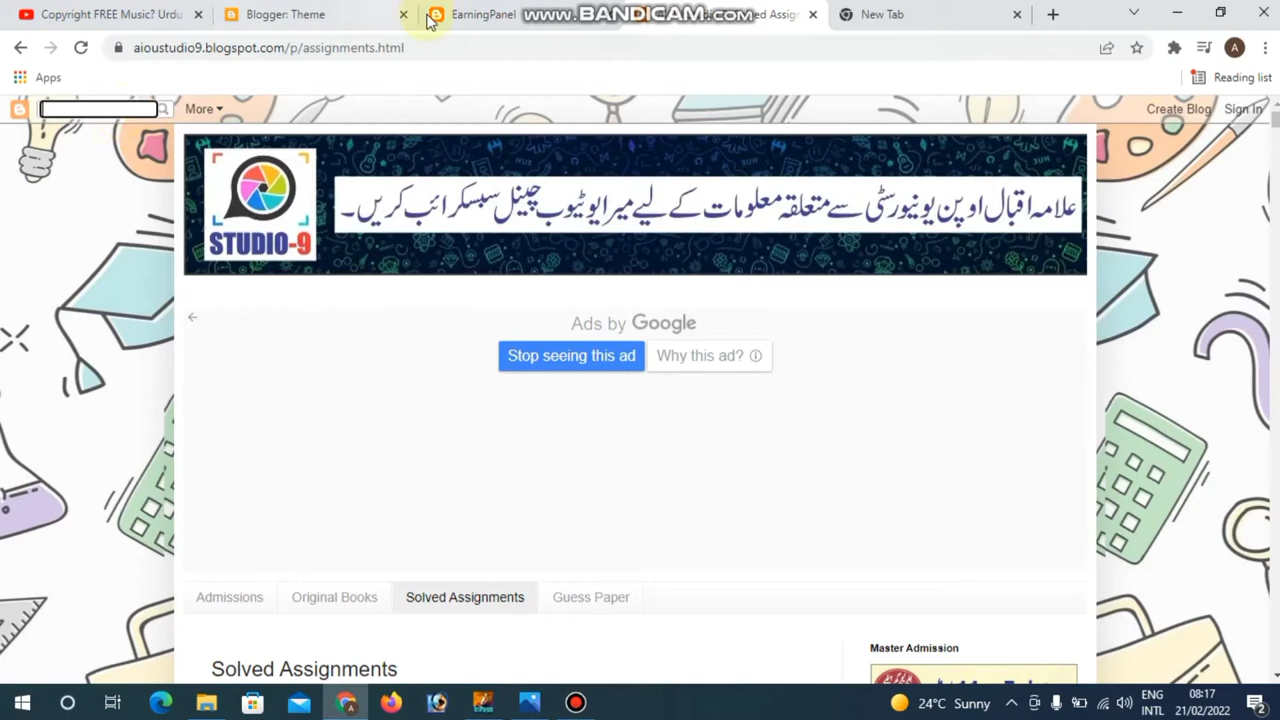 Copyright FREE Music? Urdu
Blogger: Theme
EarningPanel
www.BANDICAM.com
ed Assig
New Tab
aioustudio9.blogspot.com/p/assignments.html
A
Apps
Reading list
More
Create Blog
Sign In
علامہ اقبال اوپن یونیورسٹی سے متعلقہ معلومات کے لیے میرا یوٹیوب چینل سبسکرائب کریں۔
STUDIO-9
Ads by Google
Stop seeing this ad
Why this ad?
Admissions
Original Books
Solved Assignments
Guess Paper
Master Admission
Solved Assignments
24°C Sunny
ENG
INTL
08:17
21/02/2022
2